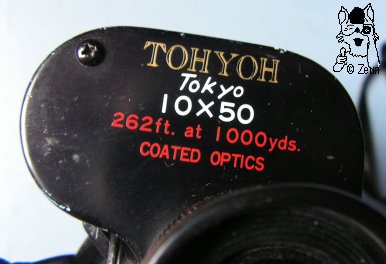 TOHYOH
Tokyo
10×50
262ft. at 1000yds.
COATED OPTICS
© Zeun